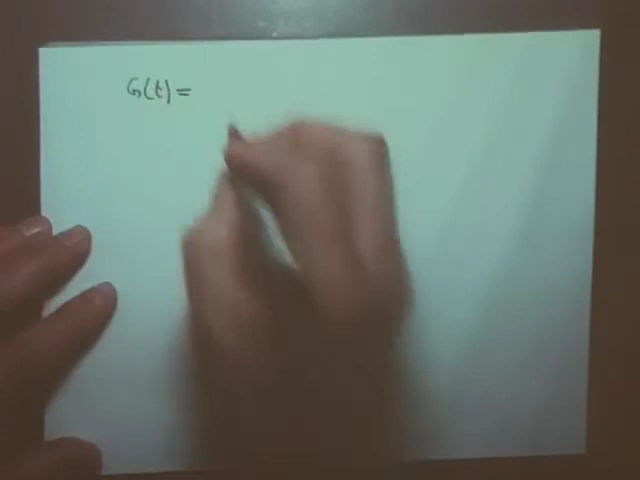 G(t) =